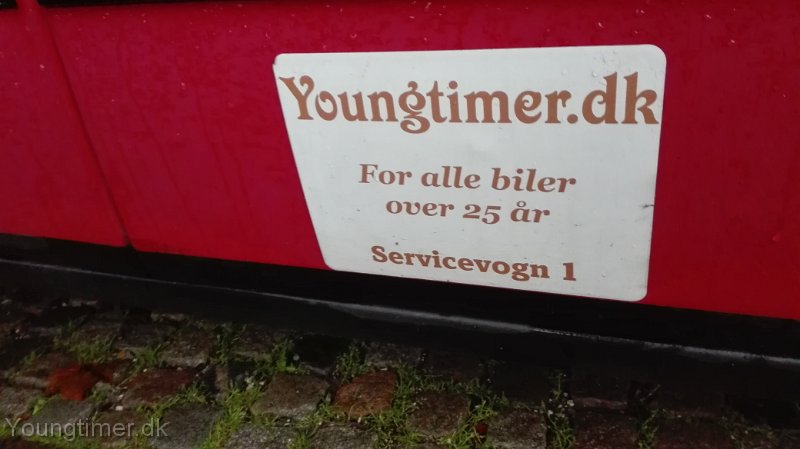 Youngtimer.dk
For alle biler
over 25 år
Servicevogn 1
Youngtimer.dk